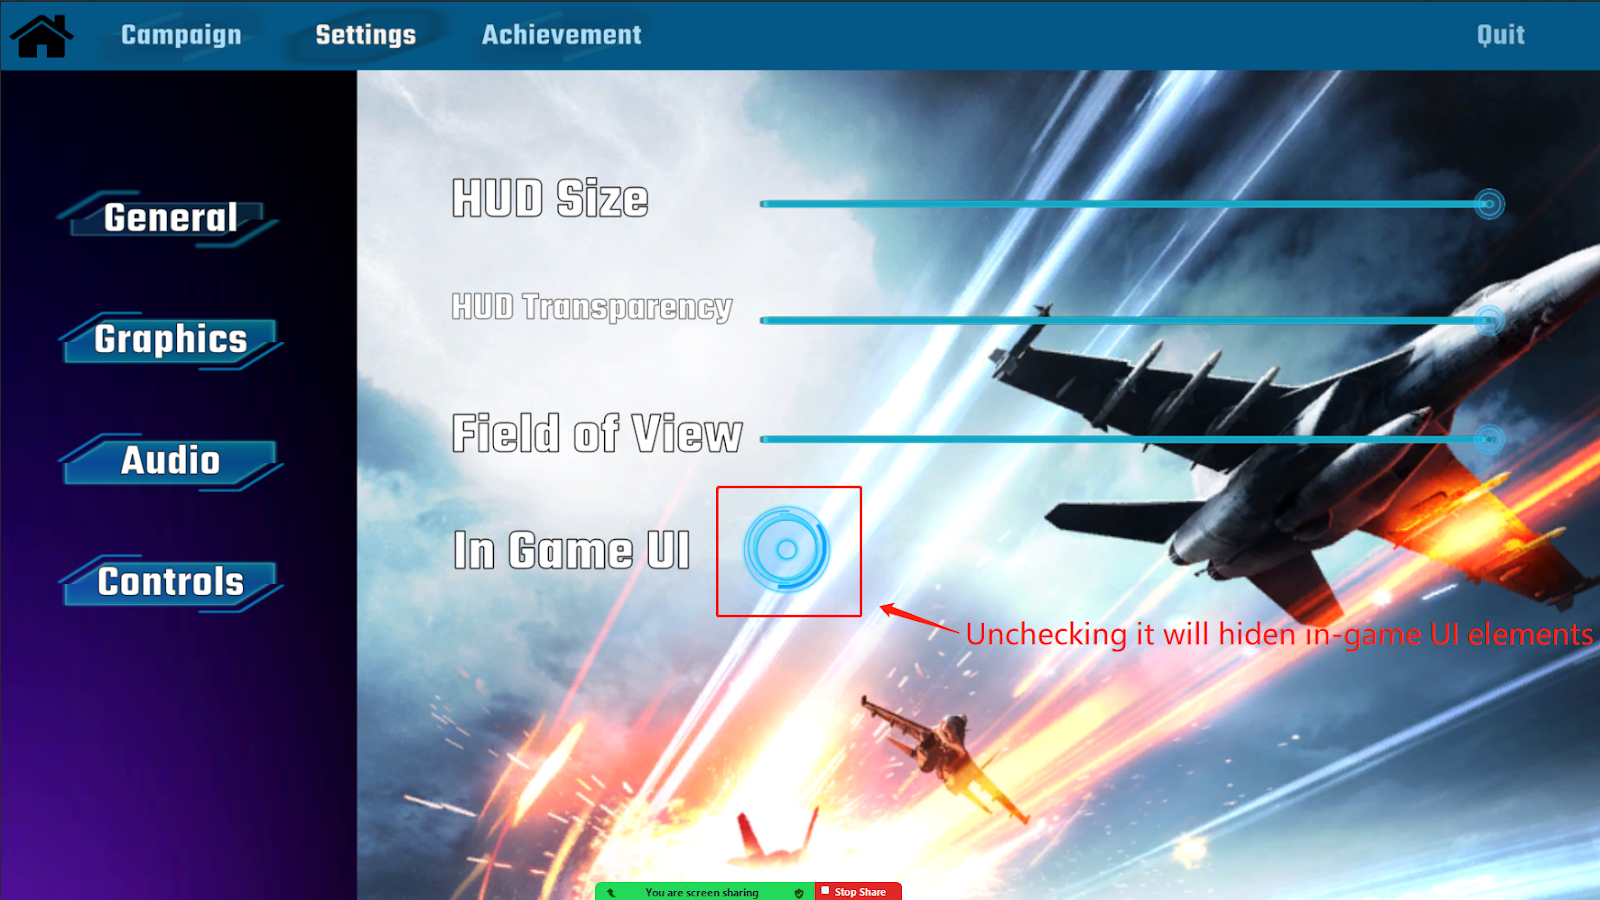 Campaign
Settings
Achievement
Quit
General
Graphics
Audio
Controls
HUD Size
HUD Transparency
Field of View
In Game UI
Unchecking it will hiden in-game UI elements
You are screen sharing
Stop Share